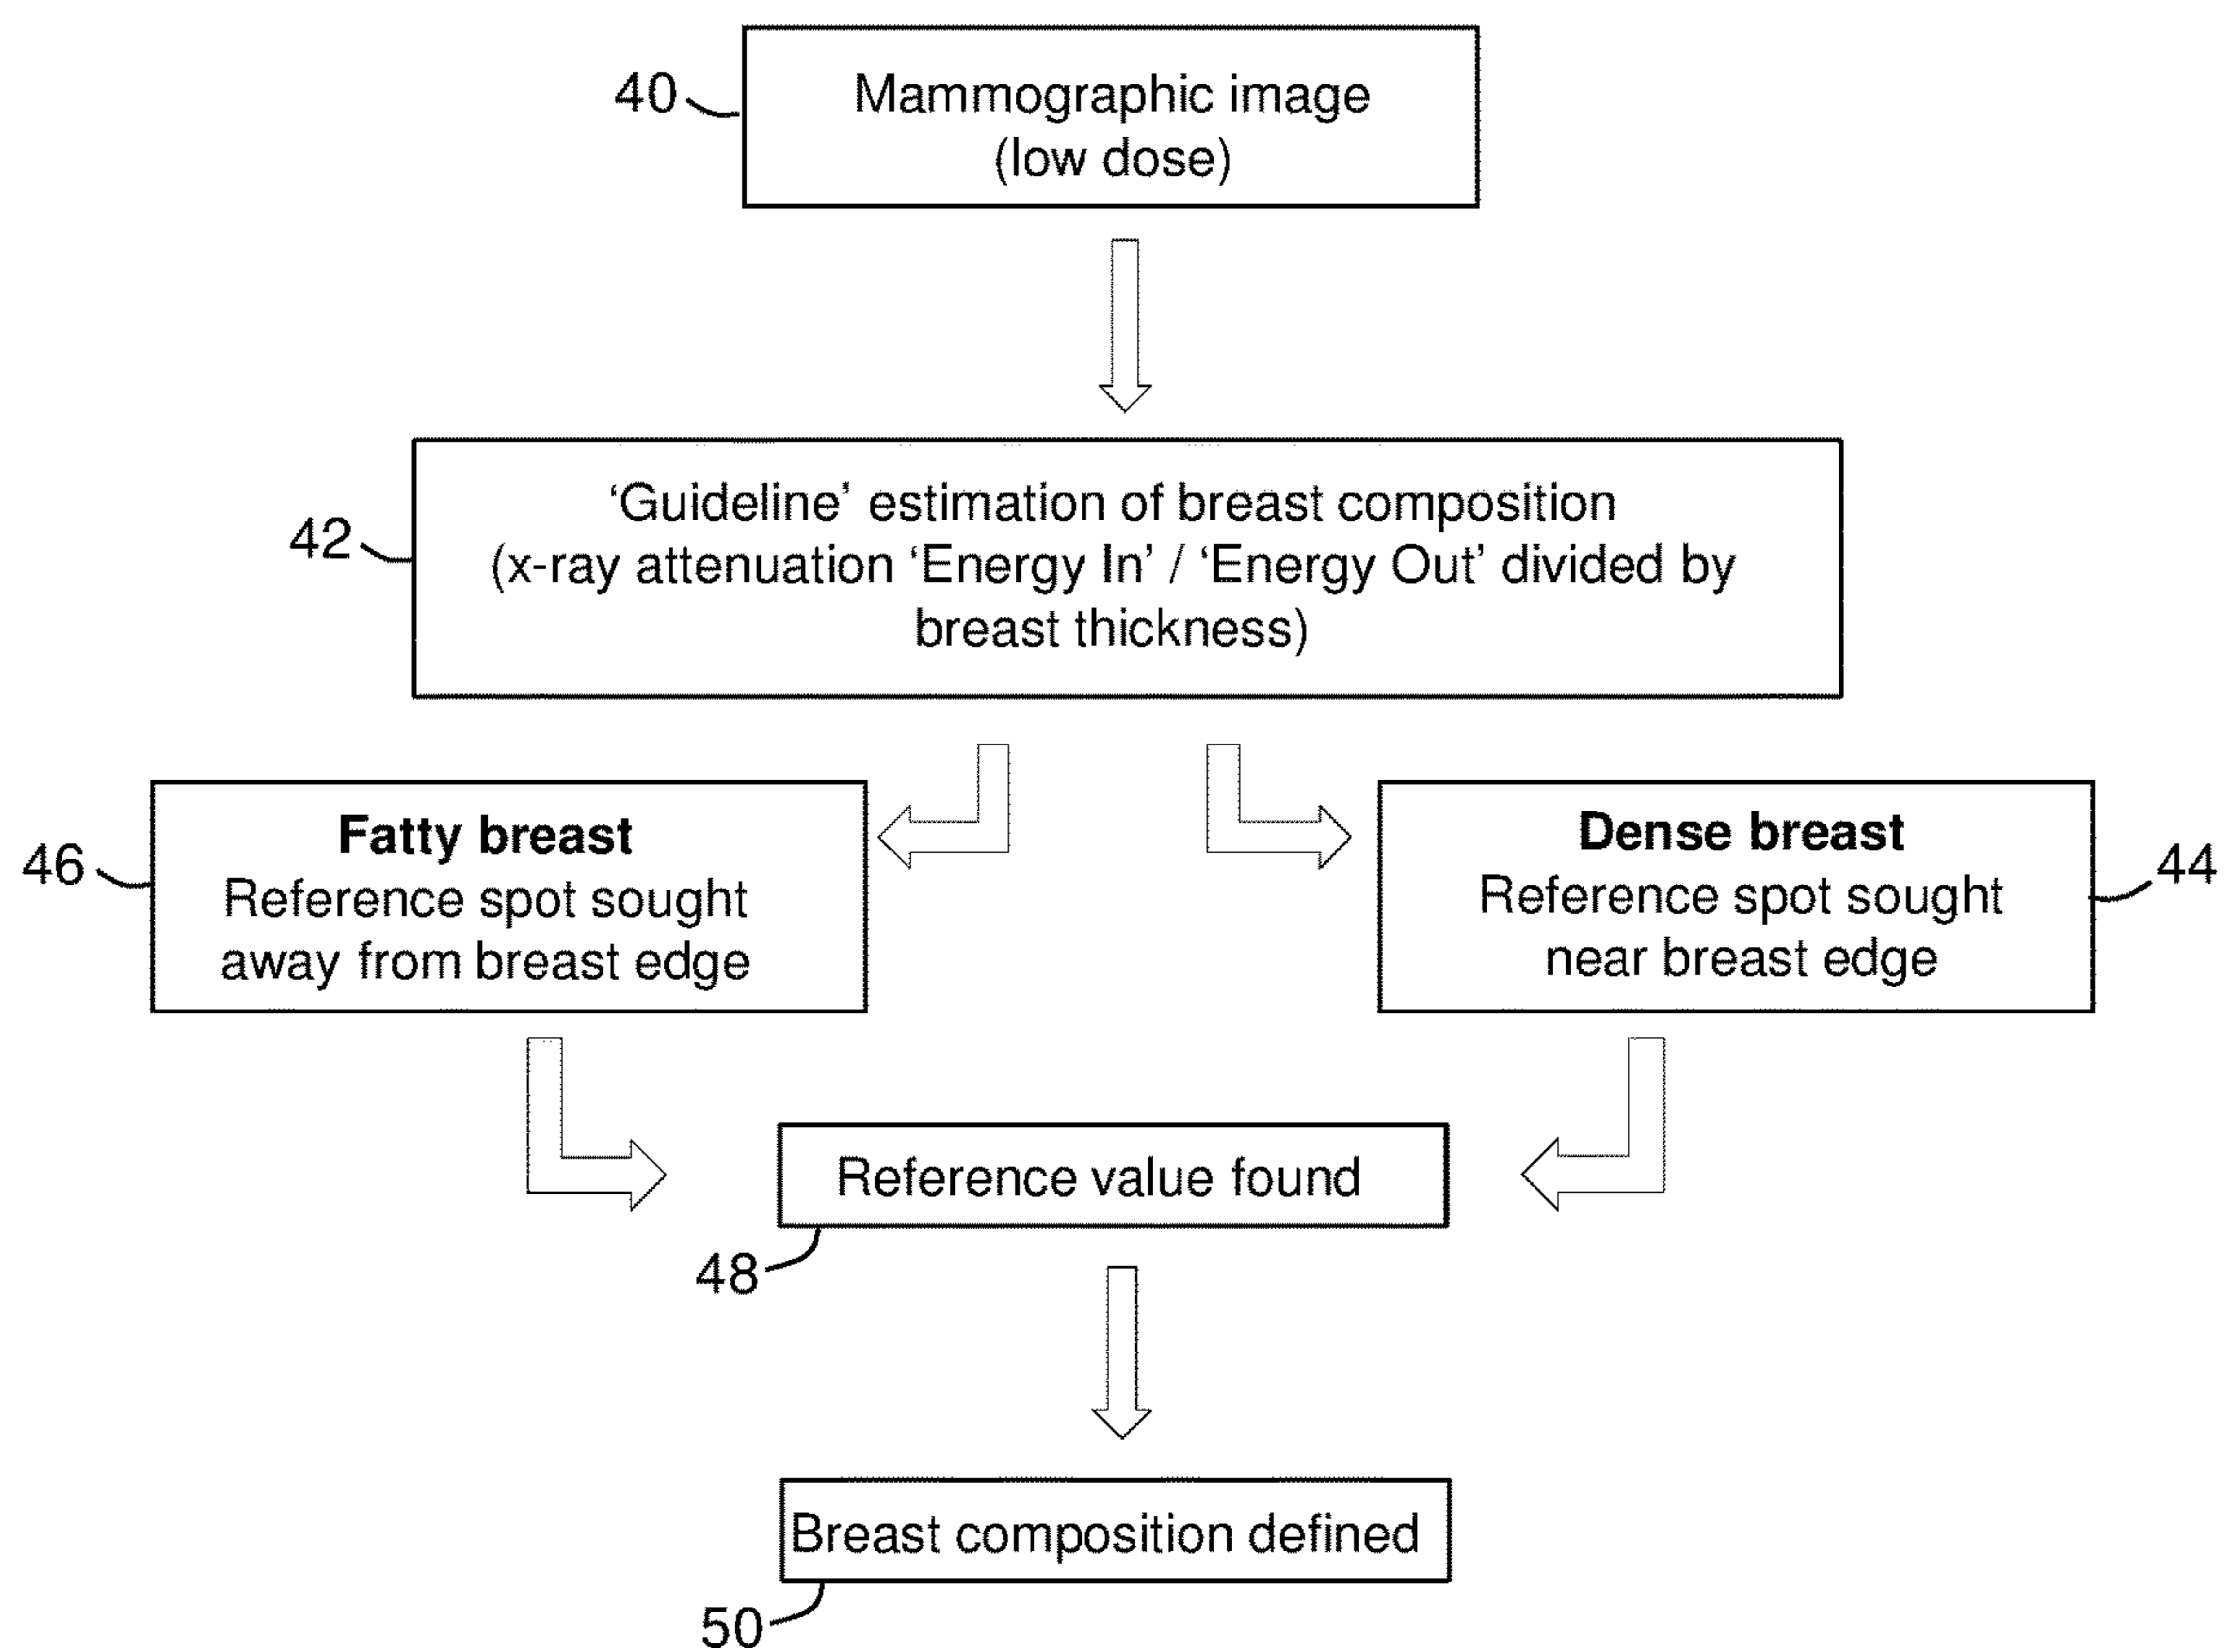 40
Mammographic image
(low dose)
42
‘Guideline’ estimation of breast composition
(x-ray attenuation ‘Energy In’ / ‘Energy Out’ divided by
breast thickness)
46
Fatty breast
Reference spot sought
away from breast edge
Dense breast
Reference spot sought
near breast edge
44
Reference value found
48
Breast composition defined
50